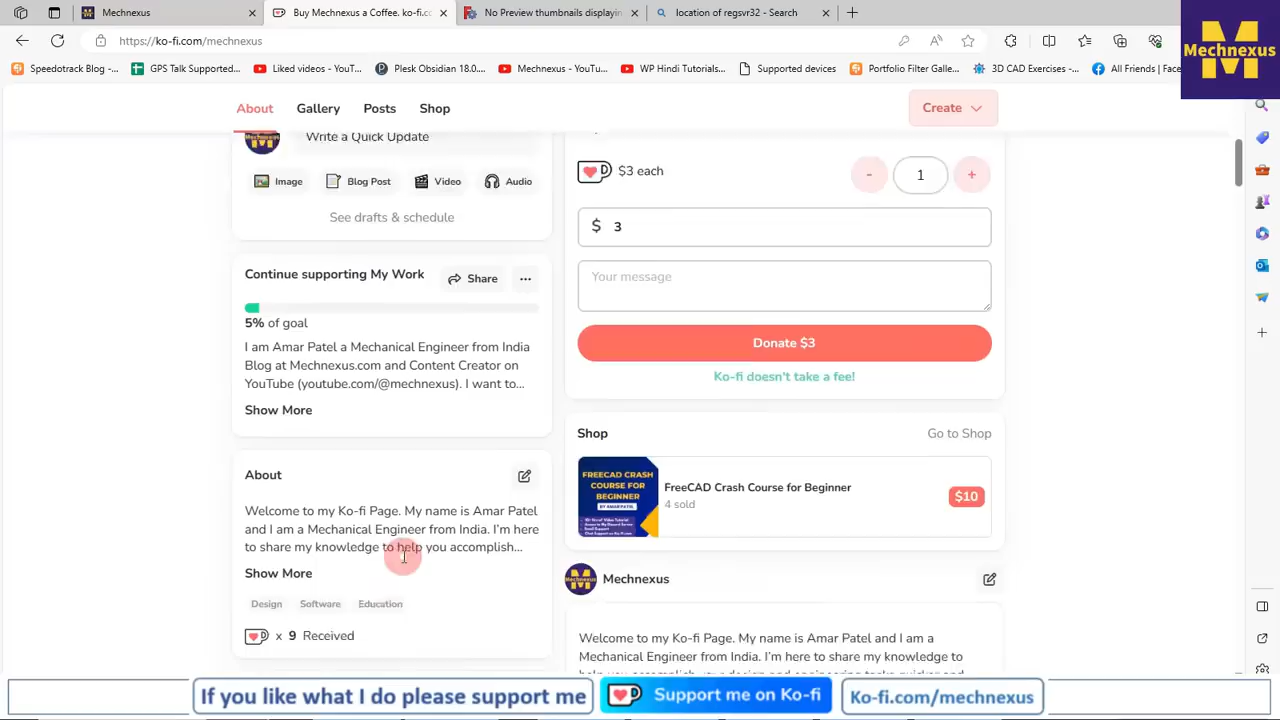 Mechnexus
Buy Mechnexus a Coffee. ko-fi.c
No Preview thumbnails displayin
location of regsvr32 - Search
https://ko-fi.com/mechnexus
Speedotrack Blog -...
GPS Talk Supported...
Liked videos - YouT...
Plesk Obsidian 18.0...
Mechnexus - YouTu...
WP Hindi Tutorials...
Supported devices
Portfolio Filter Galle...
3D CAD Exercises -...
All Friends | Face
Mechnexus
About Gallery Posts Shop
Create
Write a Quick Update
Image Blog Post Video Audio
See drafts & schedule
Continue supporting My Work
Share
5% of goal
I am Amar Patel a Mechanical Engineer from India
Blog at Mechnexus.com and Content Creator on
YouTube (youtube.com/@mechnexus). I want to...
Show More
About
Welcome to my Ko-fi Page. My name is Amar Patel
and I am a Mechanical Engineer from India. I'm here
to share my knowledge to help you accomplish...
Show More
Design Software Education
x 9 Received
$3 each
- 1 +
$ 3
Your message
Donate $3
Ko-fi doesn't take a fee!
Shop
Go to Shop
FREECAD CRASH
COURSE FOR
BEGINNER
BY AMAR PATEL
FreeCAD Crash Course for Beginner
4 sold
$10
Mechnexus
Welcome to my Ko-fi Page. My name is Amar Patel and I am a
Mechanical Engineer from India. I'm here to share my knowledge to
If you like what I do please support me
Support me on Ko-fi
Ko-fi.com/mechnexus